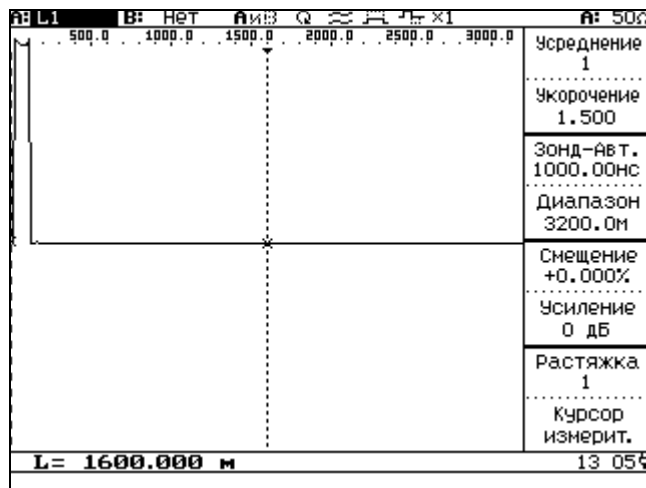 A: L1 B: Нет АиВ ×1 A: 50Ω
500.0 1000.0 1500.0 2000.0 2500.0 3000.0
Усреднение
1
Укорочение
1.500
Зонд-Авт.
1000.00нс
Диапазон
3200.0м
Смещение
+0.000%
Усиление
0 дБ
Растяжка
1
Курсор
измерит.
L= 1600.000 м
13 05